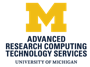 M
ADVANCED
RESEARCH COMPUTING
TECHNOLOGY SERVICES
UNIVERSITY OF MICHIGAN